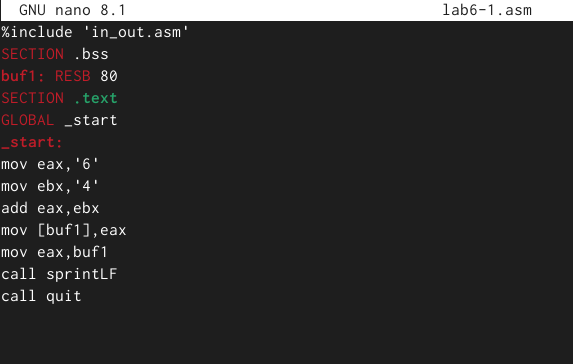 GNU nano 8.1 lab6-1.asm
%include 'in_out.asm'
SECTION .bss
buf1: RESB 80
SECTION .text
GLOBAL _start
_start:
mov eax,'6'
mov ebx,'4'
add eax,ebx
mov [buf1],eax
mov eax,buf1
call sprintLF
call quit